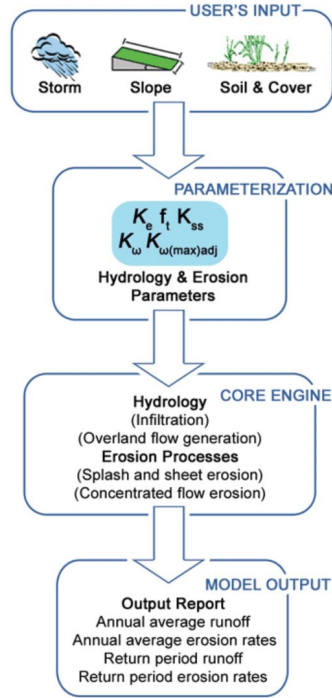 USER'S INPUT
Storm Slope Soil & Cover
PARAMETERIZATION
Ke ft Kss
Kω Kω(max)adj
Hydrology & Erosion
Parameters
CORE ENGINE
Hydrology
(Infiltration)
(Overland flow generation)
Erosion Processes
(Splash and sheet erosion)
(Concentrated flow erosion)
MODEL OUTPUT
Output Report
Annual average runoff
Annual average erosion rates
Return period runoff
Return period erosion rates